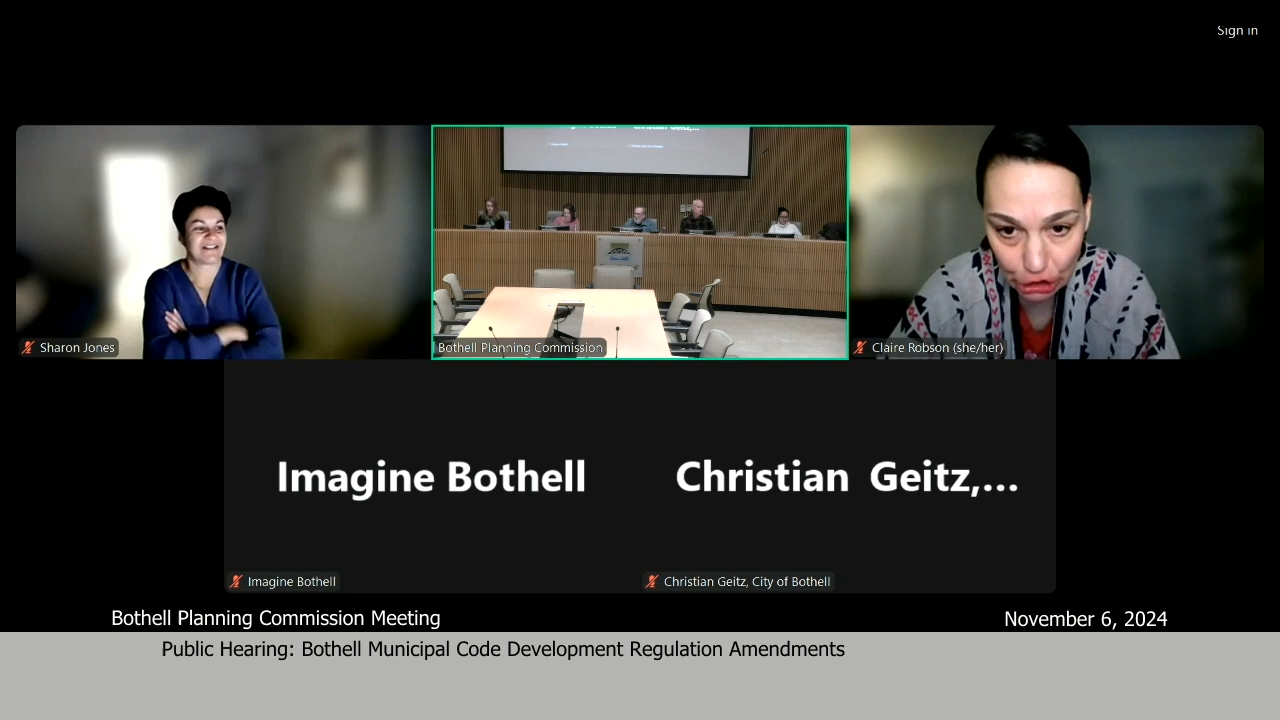 Sign in
Sharon Jones
Bothell Planning Commission
Claire Robson (she/her)
Imagine Bothell
Christian Geitz,...
Imagine Bothell
Christian Geitz, City of Bothell
Bothell Planning Commission Meeting
November 6, 2024
Public Hearing: Bothell Municipal Code Development Regulation Amendments